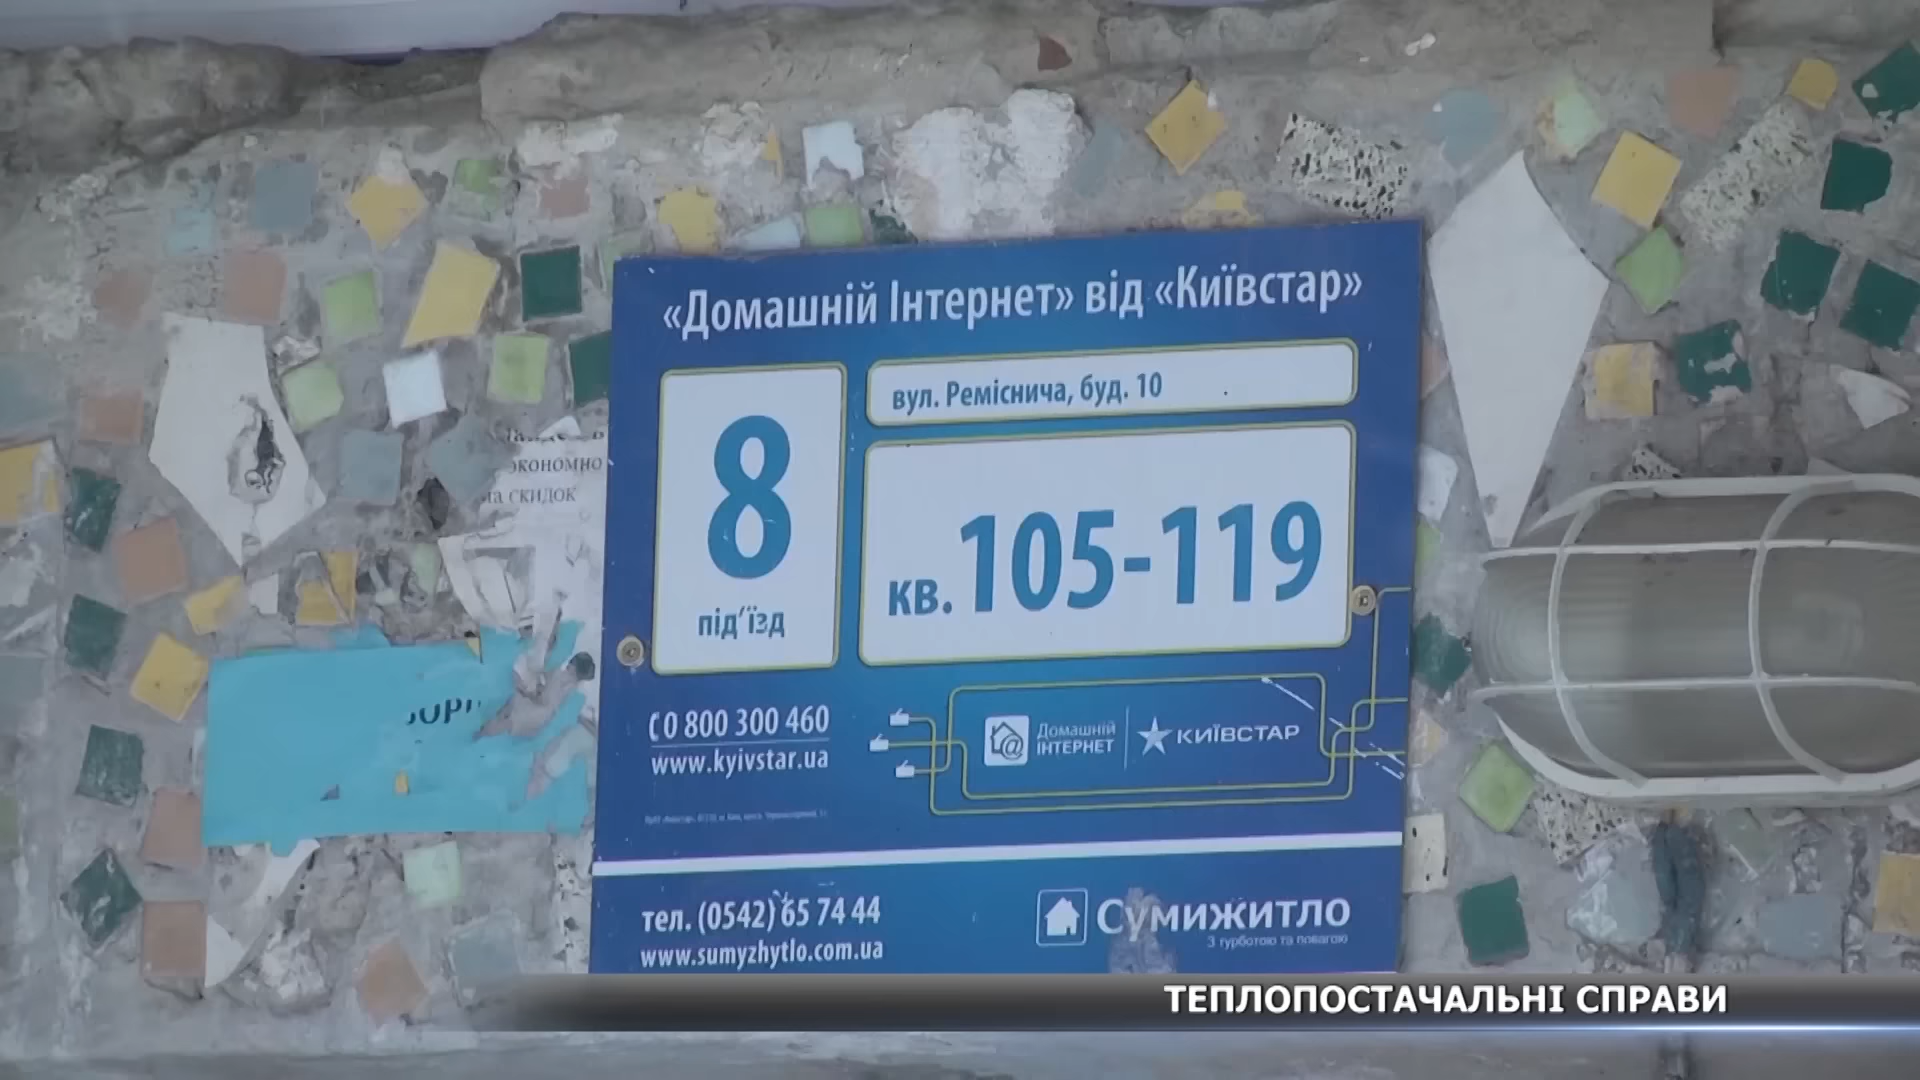 «Домашній Інтернет» від «Київстар»
вул. Реміснича, буд. 10
8
під'їзд
кв. 105-119
экономно
на скидок
0 800 300 460
www.kyivstar.ua
Домашній
ІНТЕРНЕТ
КИЇВСТАР
тел. (0542) 65 74 44
www.sumyzhytlo.com.ua
Сумижитло
З турботою та повагою
ТЕПЛОПОСТАЧАЛЬНІ СПРАВИ